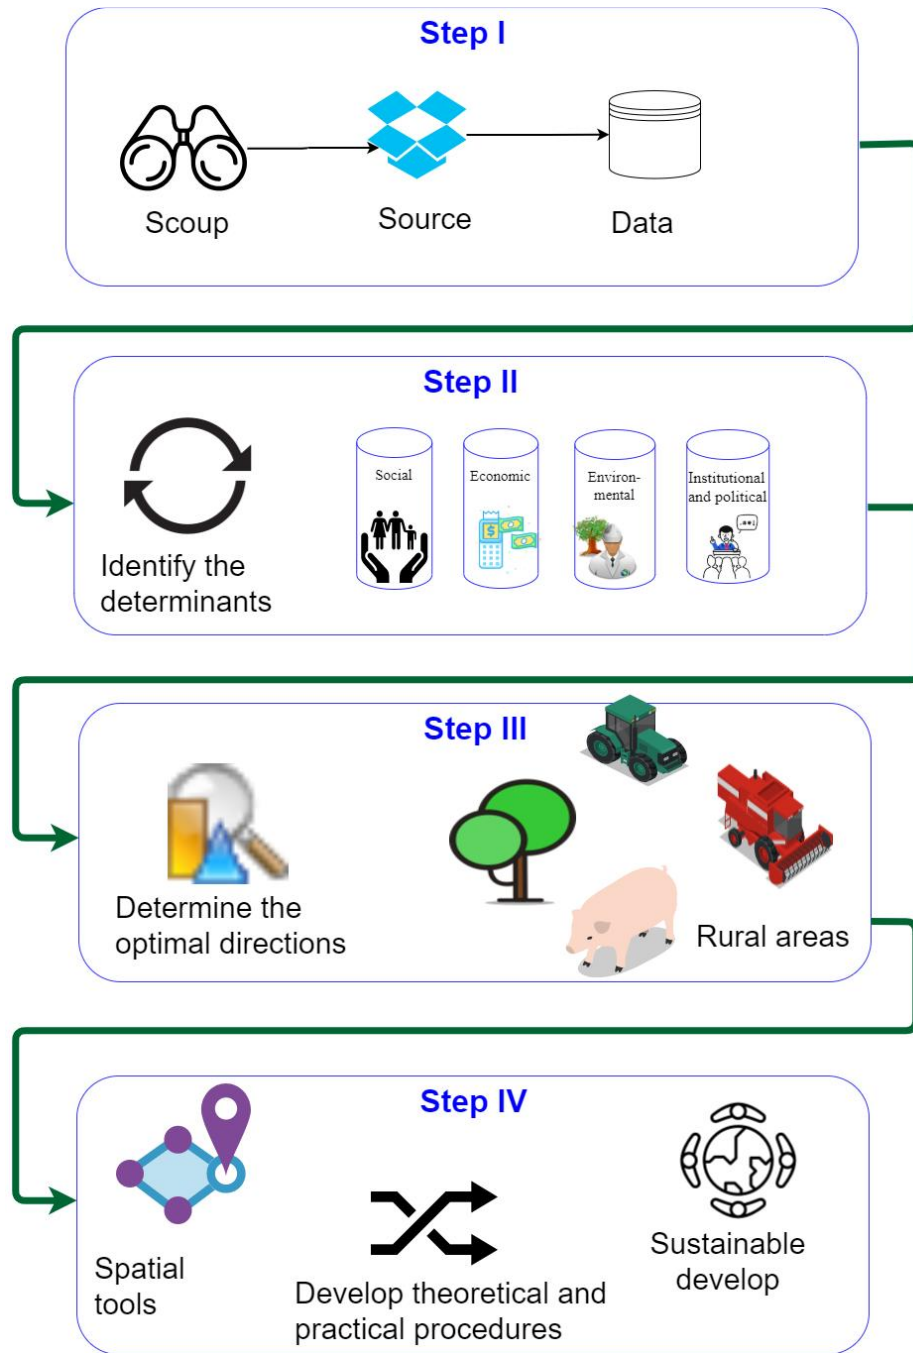 Step I
Scoup
Source
Data
Step II
Social
Economic
Environ-
mental
Institutional
and political
Identify the
determinants
Step III
Determine the
optimal directions
Rural areas
Step IV
Spatial
tools
Develop theoretical and
practical procedures
Sustainable
develop